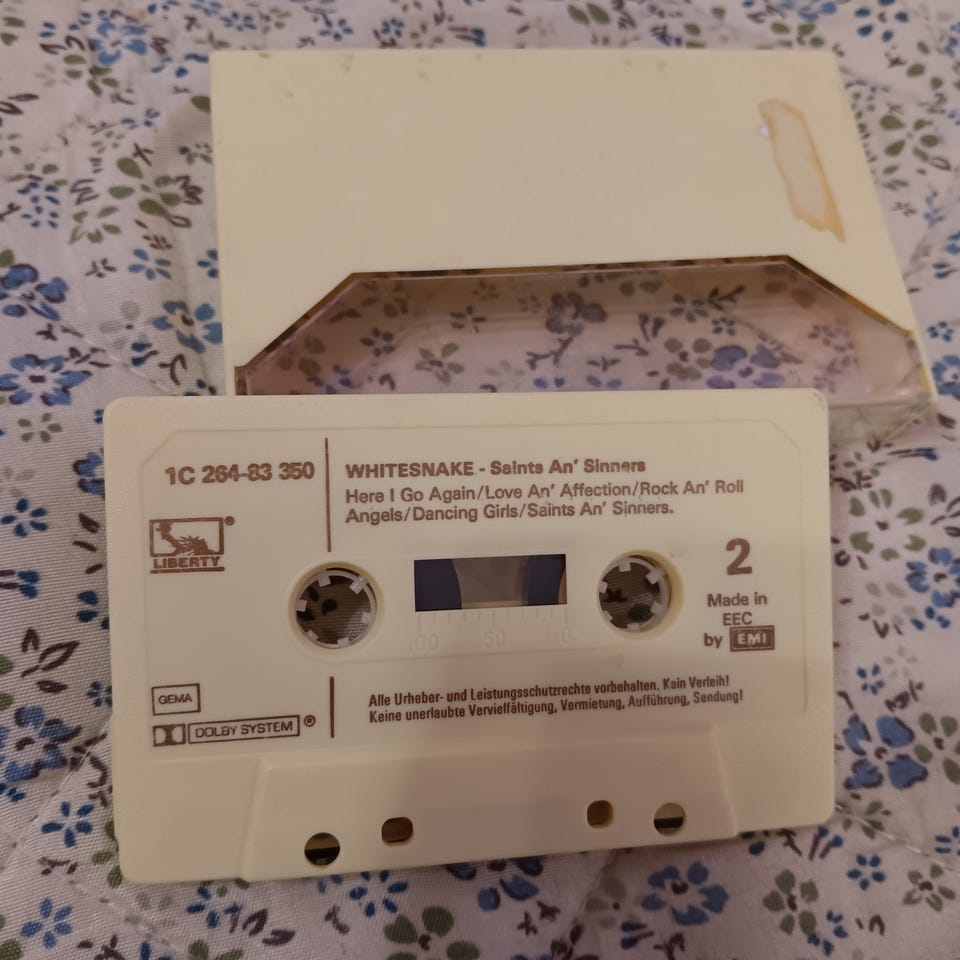 1C 264-83 350
WHITESNAKE - Saints An' Sinners
Here I Go Again/Love An' Affection/Rock An' Roll
Angels/Dancing Girls/Saints An' Sinners.
LIBERTY®
2
Made in
EEC
by EMI
100 50 0
GEMA
DOLBY SYSTEM ®
Alle Urheber- und Leistungsschutzrechte vorbehalten. Kein Verleih!
Keine unerlaubte Vervielfältigung, Vermietung, Aufführung, Sendung!